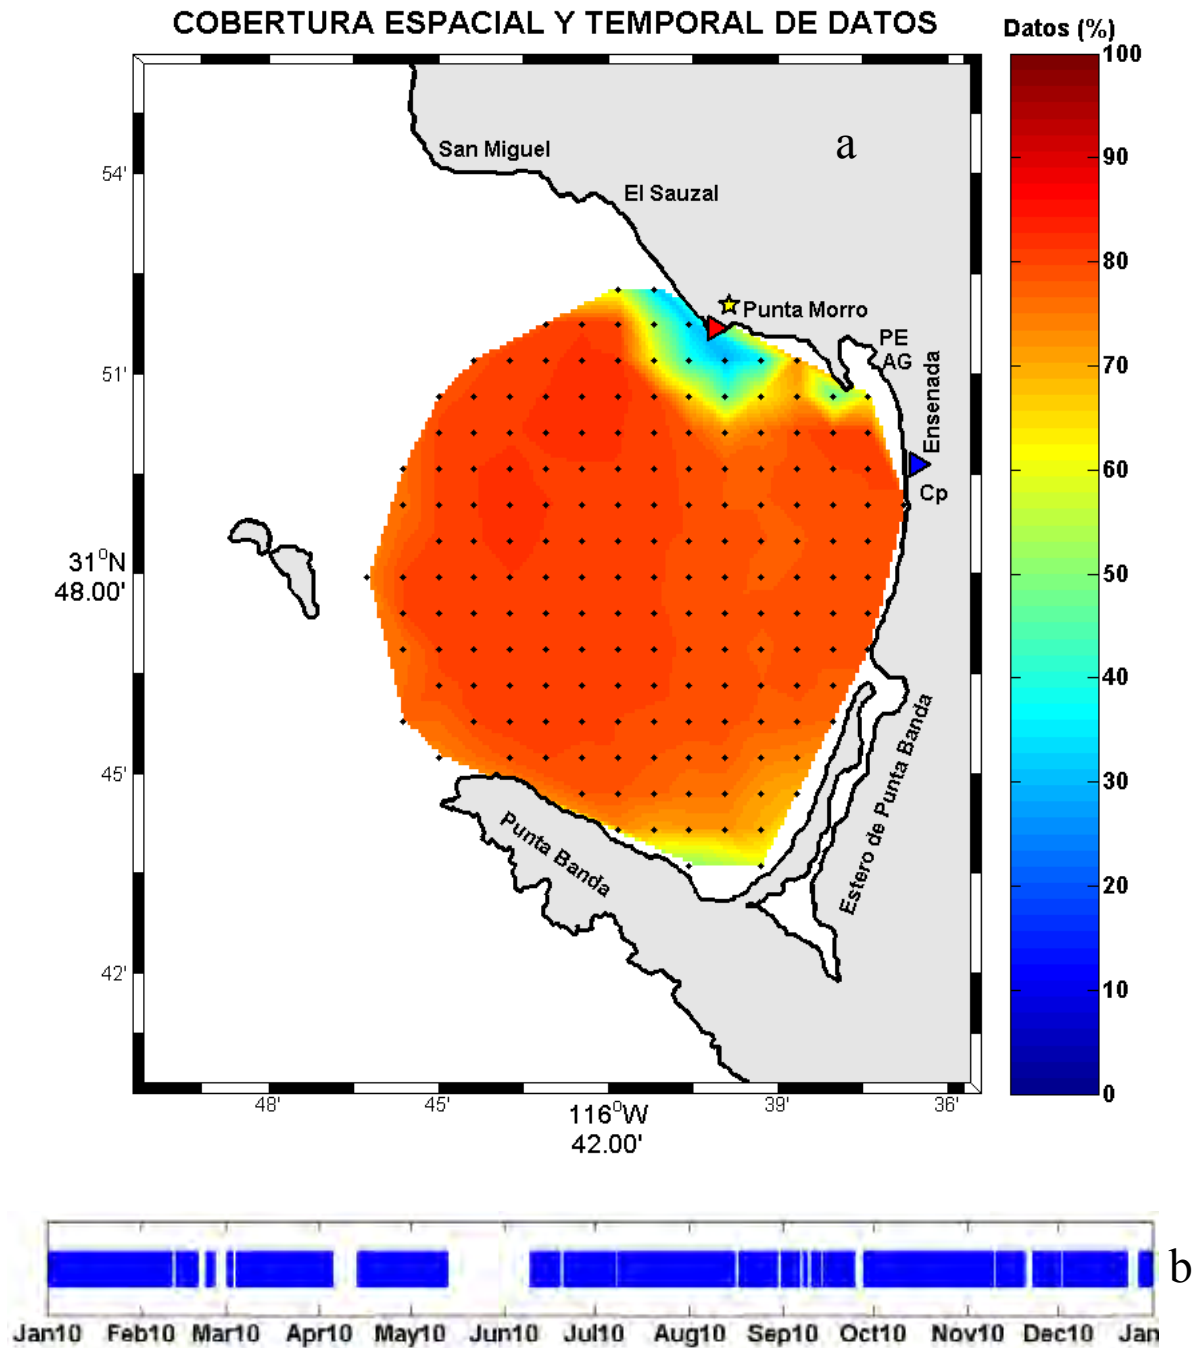 COBERTURA ESPACIAL Y TEMPORAL DE DATOS
Datos (%)
a
San Miguel
El Sauzal
Punta Morro
PE
AG
Ensenada
Cp
Punta Banda
Estero de Punta Banda
54'
51'
31°N
48.00'
45'
42'
48'
45'
116°W
42.00'
39'
36'
100
90
80
70
60
50
40
30
20
10
0
b
Jan10 Feb10 Mar10 Apr10 May10 Jun10 Jul10 Aug10 Sep10 Oct10 Nov10 Dec10 Jan